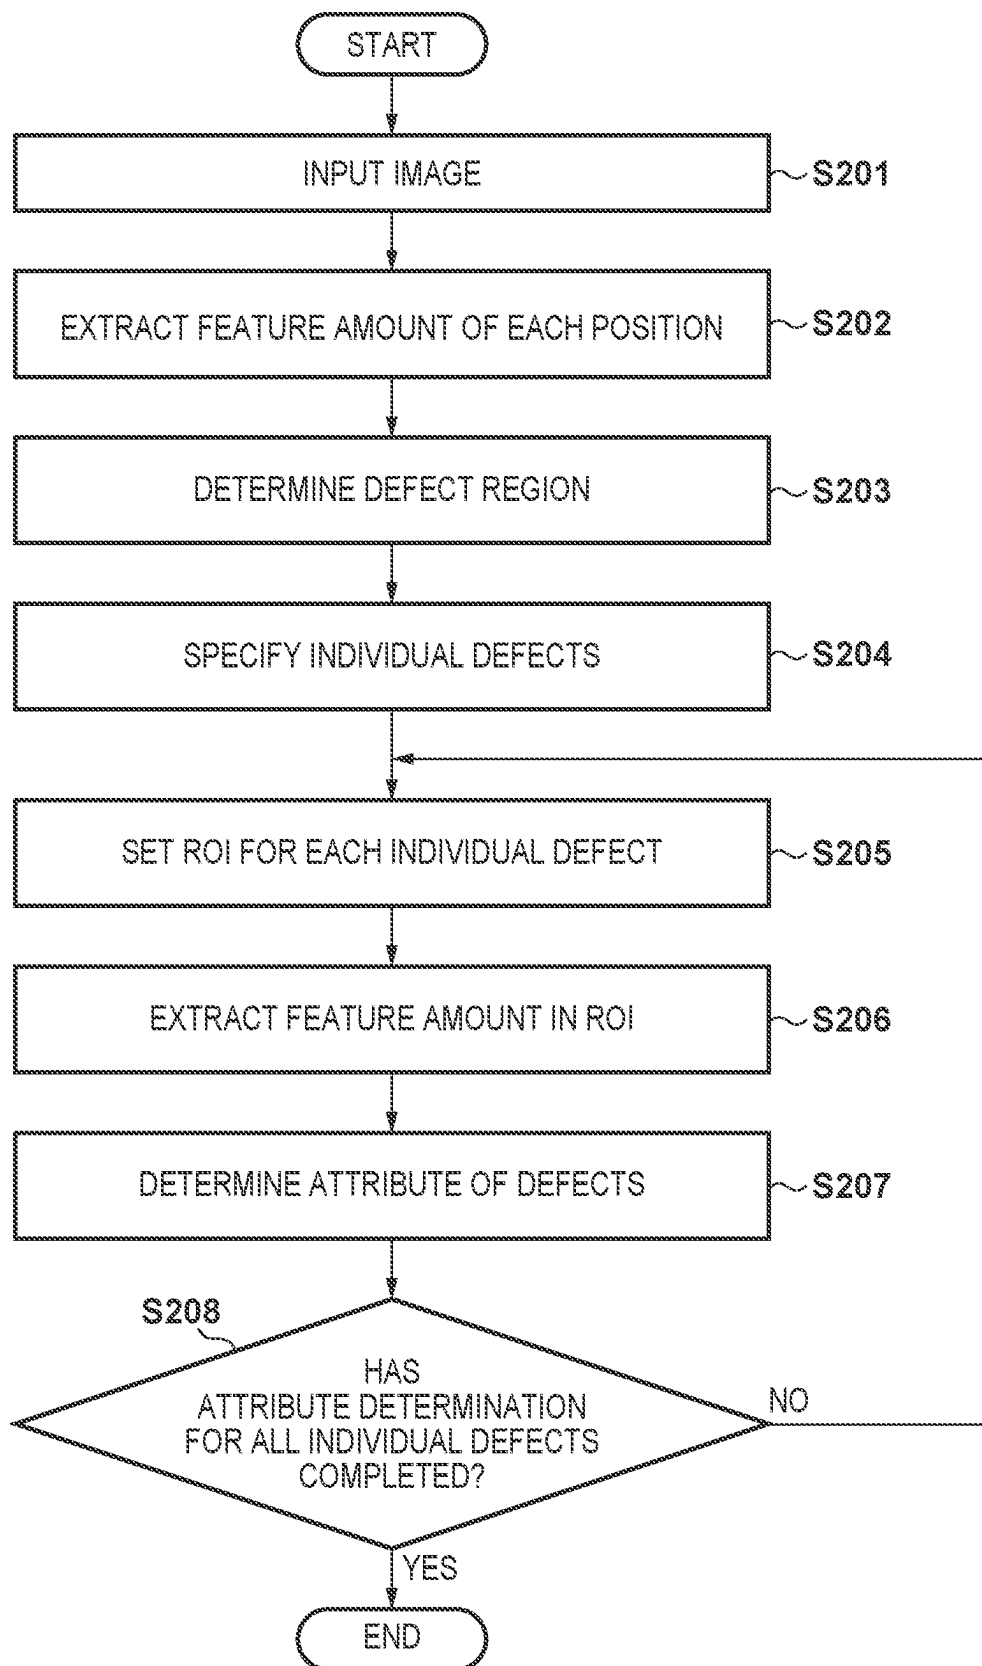 START
INPUT IMAGE
S201
EXTRACT FEATURE AMOUNT OF EACH POSITION
S202
DETERMINE DEFECT REGION
S203
SPECIFY INDIVIDUAL DEFECTS
S204
SET ROI FOR EACH INDIVIDUAL DEFECT
S205
EXTRACT FEATURE AMOUNT IN ROI
S206
DETERMINE ATTRIBUTE OF DEFECTS
S207
S208
HAS
ATTRIBUTE DETERMINATION
FOR ALL INDIVIDUAL DEFECTS
COMPLETED?
NO
YES
END